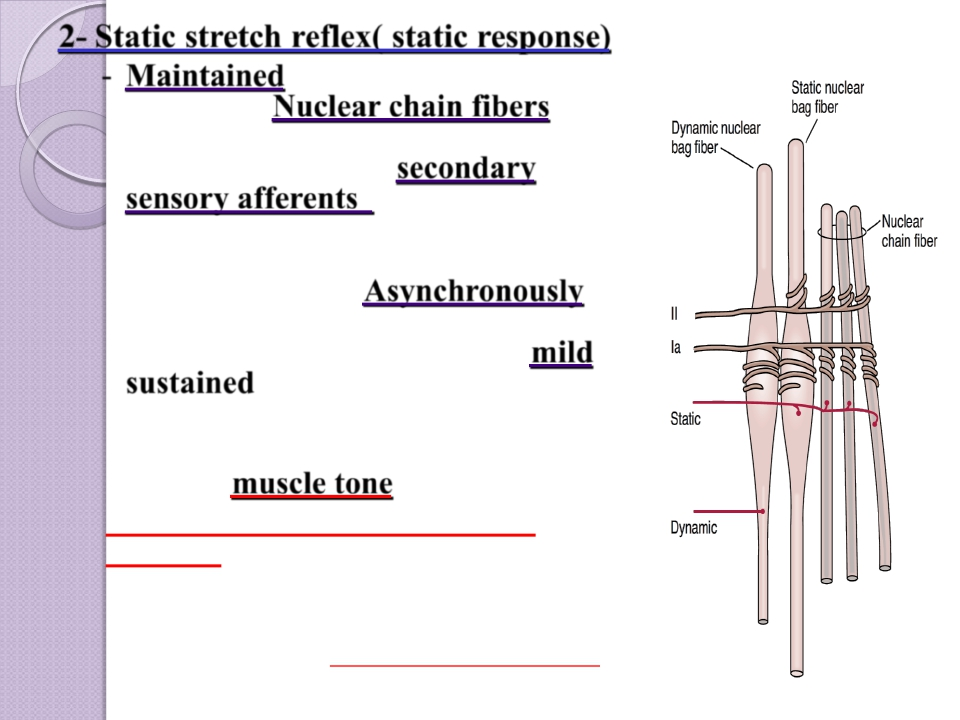 2- Static stretch reflex( static response)
- Maintained
Nuclear chain fibers
secondary
sensory afferents
Asynchronously
mild
sustained
muscle tone
Static nuclear
bag fiber
Dynamic nuclear
bag fiber
Nuclear
chain fiber
II
Ia
Static
Dynamic